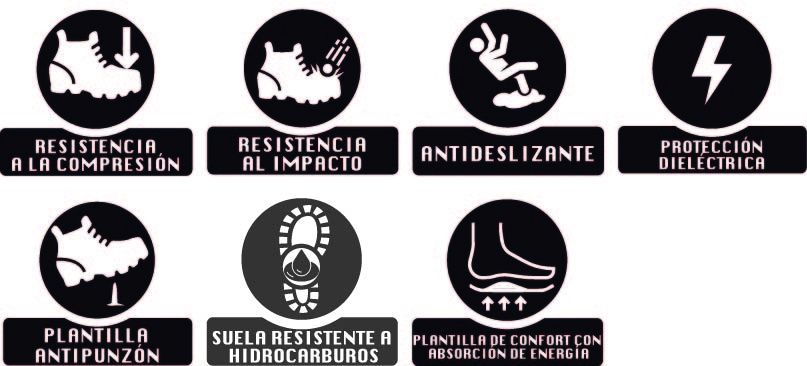 RESISTENCIA
A LA COMPRESIÓN
RESISTENCIA
AL IMPACTO
ANTIDESLIZANTE
PROTECCIÓN
DIELÉCTRICA
PLANTILLA
ANTIPUNZÓN
SUELA RESISTENTE A
HIDROCARBUROS
PLANTILLA DE CONFORT CON
ABSORCIÓN DE ENERGÍA